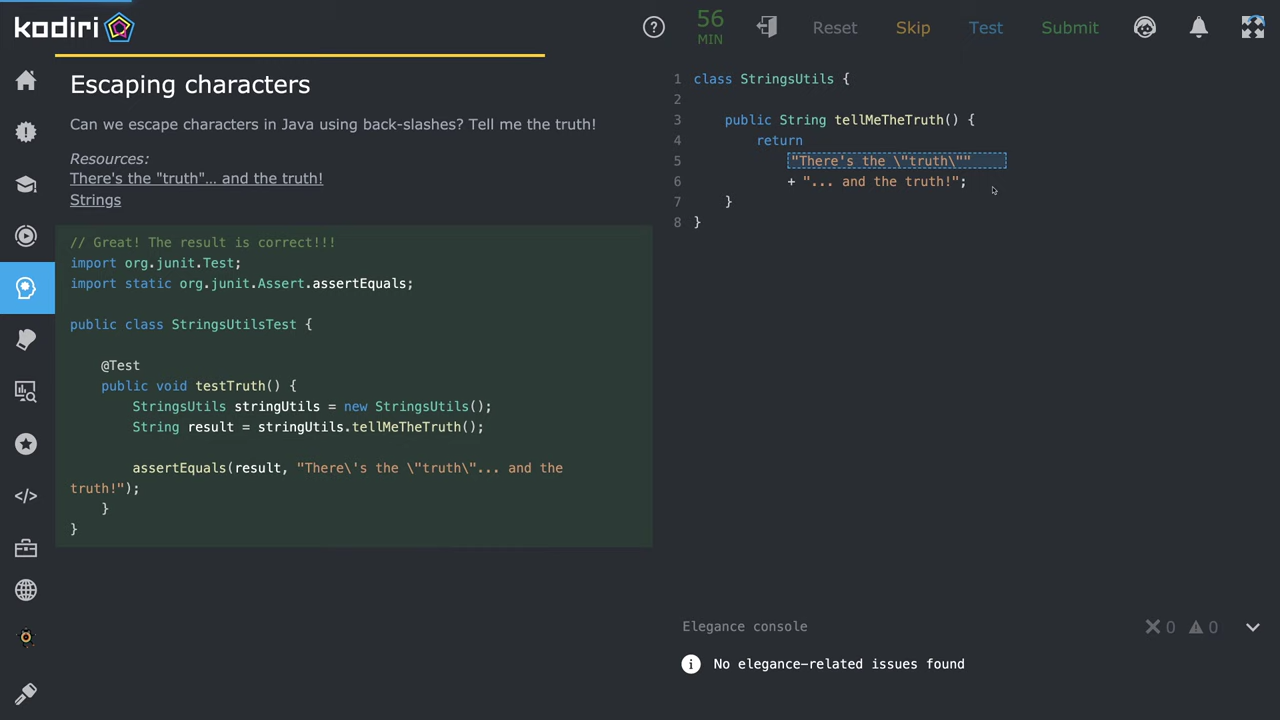 kodiri
56
MIN
Reset
Skip
Test
Submit
Escaping characters
Can we escape characters in Java using back-slashes? Tell me the truth!
Resources:
There's the "truth"... and the truth!
Strings
// Great! The result is correct!!!
import org.junit.Test;
import static org.junit.Assert.assertEquals;
public class StringsUtilsTest {
@Test
public void testTruth() {
StringsUtils stringUtils = new StringsUtils();
String result = stringUtils.tellMeTheTruth();
assertEquals(result, "There\'s the \"truth\"... and the
truth!");
}
}
1 class StringsUtils {
2
3 public String tellMeTheTruth() {
4 return
5 "There's the \"truth\""
6 + "... and the truth!";
7 }
8 }
Elegance console
0
0
No elegance-related issues found